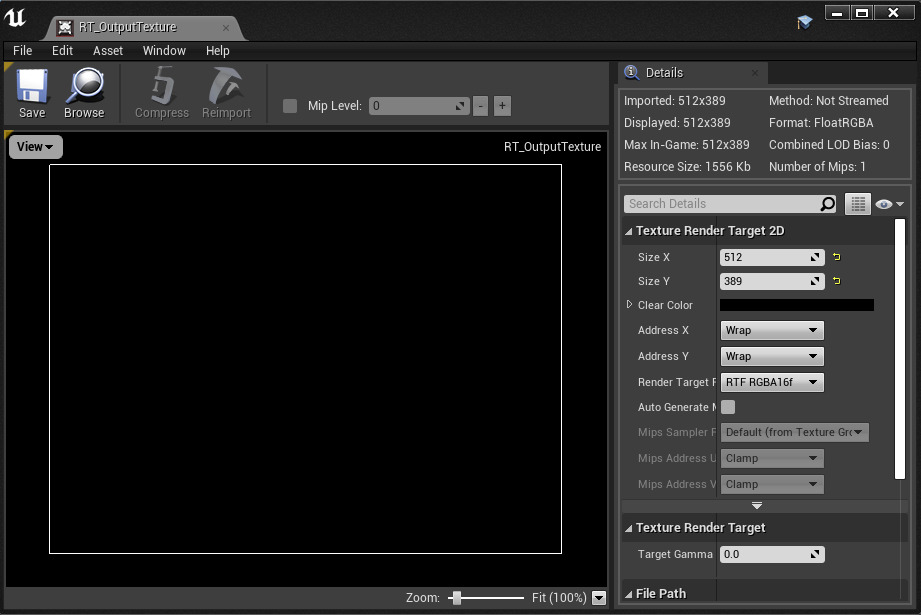 RT_OutputTexture
File Edit Asset Window Help
Save Browse Compress Reimport Mip Level: 0 - +
View RT_OutputTexture
Zoom: Fit (100%)
Details
Imported: 512x389 Method: Not Streamed
Displayed: 512x389 Format: FloatRGBA
Max In-Game: 512x389 Combined LOD Bias: 0
Resource Size: 1556 Kb Number of Mips: 1
Search Details
Texture Render Target 2D
Size X 512
Size Y 389
Clear Color
Address X Wrap
Address Y Wrap
Render Target F RTF RGBA16f
Auto Generate M
Mips Sampler F Default (from Texture Gro
Mips Address U Clamp
Mips Address V Clamp
Texture Render Target
Target Gamma 0.0
File Path